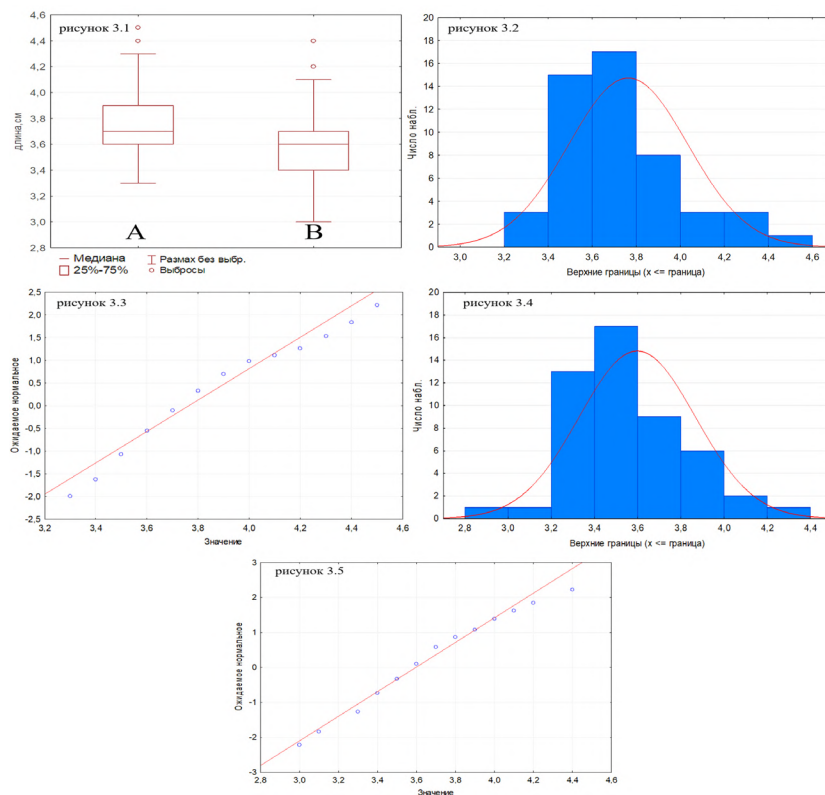 рисунок 3.1
4,6
4,4
4,2
4,0
3,8
3,6
3,4
3,2
3,0
2,8
длина,см
A
B
Медиана
25%-75%
Размах без выбр.
Выбросы
рисунок 3.2
20
18
16
14
12
10
8
6
4
2
0
Число набл.
3,0 3,2 3,4 3,6 3,8 4,0 4,2 4,4 4,6
Верхние границы (x <= граница)
рисунок 3.3
2,5
2,0
1,5
1,0
0,5
0,0
-0,5
-1,0
-1,5
-2,0
-2,5
Ожидаемое нормальное
3,2 3,4 3,6 3,8 4,0 4,2 4,4 4,6
Значение
рисунок 3.4
20
18
16
14
12
10
8
6
4
2
0
Число набл.
2,8 3,0 3,2 3,4 3,6 3,8 4,0 4,2 4,4
Верхние границы (x <= граница)
рисунок 3.5
3
2
1
0
-1
-2
-3
Ожидаемое нормальное
2,8 3,0 3,2 3,4 3,6 3,8 4,0 4,2 4,4 4,6
Значение